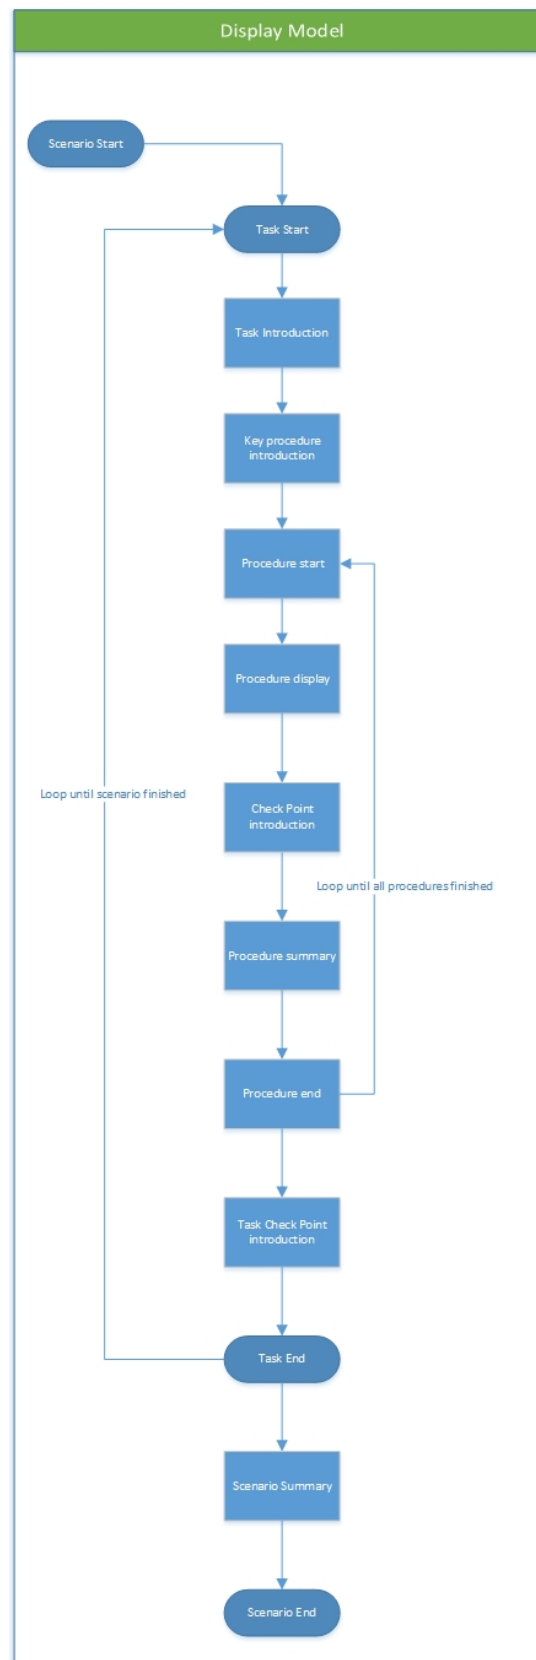 Display Model
Scenario Start
Task Start
Task Introduction
Key procedure
introduction
Procedure start
Procedure display
Loop until scenario finished
Check Point
introduction
Loop until all procedures finished
Procedure summary
Procedure end
Task Check Point
introduction
Task End
Scenario Summary
Scenario End